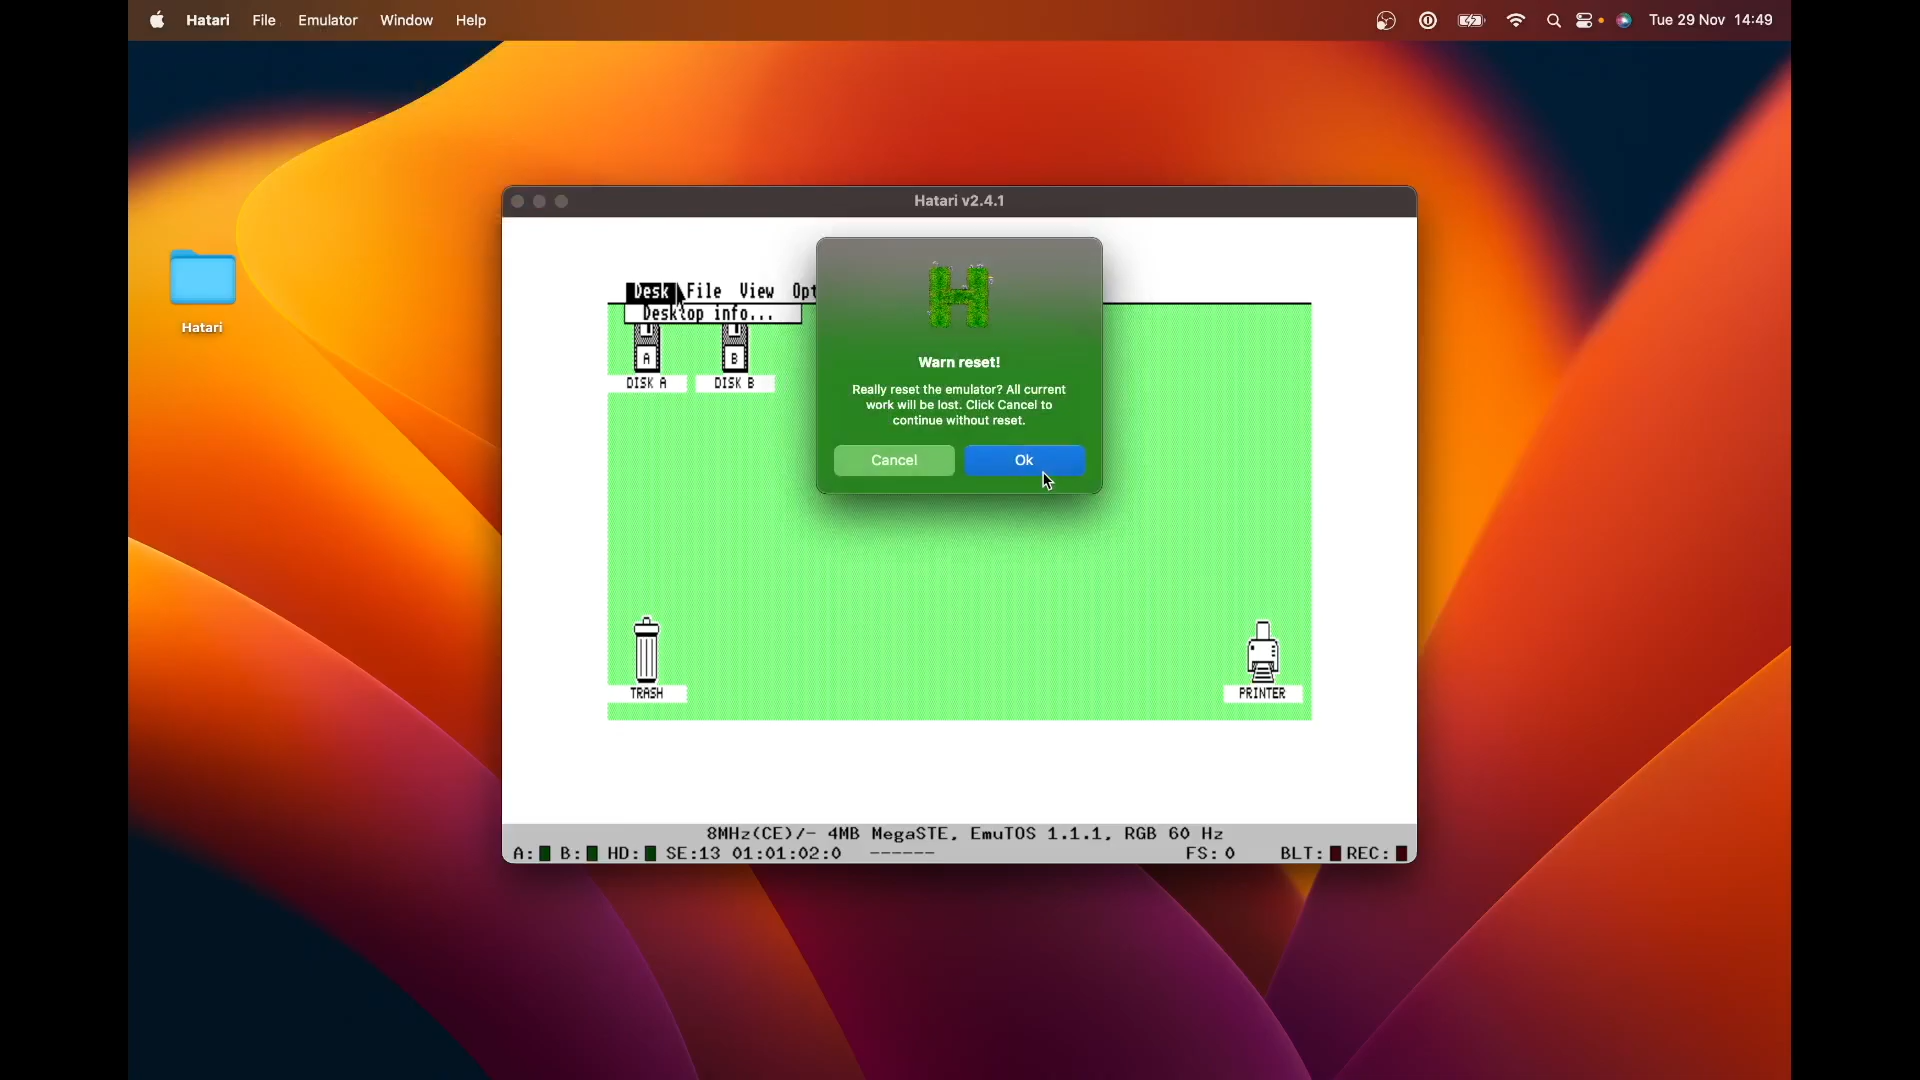 Hatari File Emulator Window Help
Tue 29 Nov 14:49
Hatari v2.4.1
Hatari
Desk File View Opt
Desktop info...
A B
DISK A DISK B
Warn reset!
Really reset the emulator? All current
work will be lost. Click Cancel to
continue without reset.
Cancel Ok
TRASH
PRINTER
8MHz(CE)/- 4MB MegaSTE, EmuTOS 1.1.1, RGB 60 Hz
A: B: HD: SE:13 01:01:02:0 ------ FS: 0 BLT: REC: